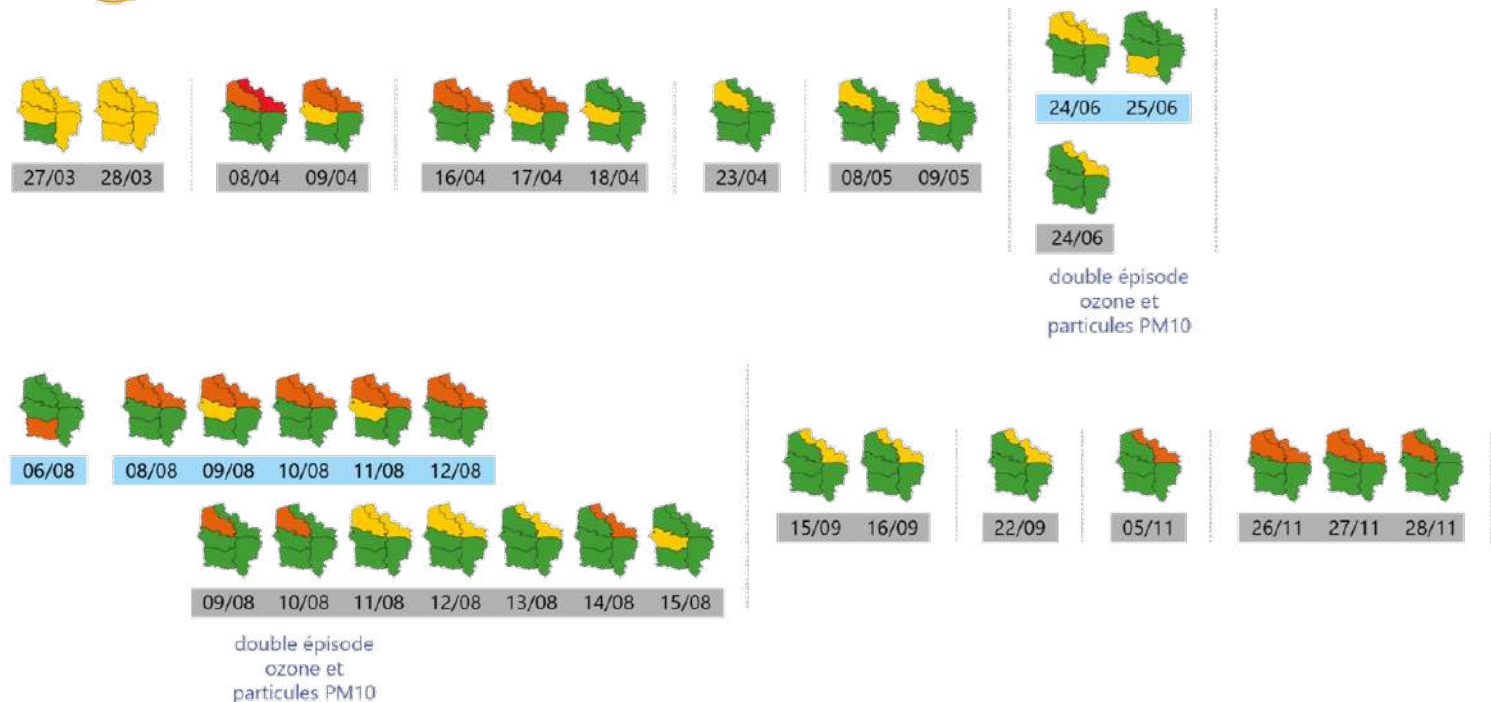 27/03 28/03
08/04 09/04
16/04 17/04 18/04
23/04
08/05 09/05
24/06 25/06
24/06
double épisode
ozone et
particules PM10
06/08
08/08 09/08 10/08 11/08 12/08
09/08 10/08 11/08 12/08 13/08 14/08 15/08
double épisode
ozone et
particules PM10
15/09 16/09
22/09
05/11
26/11 27/11 28/11